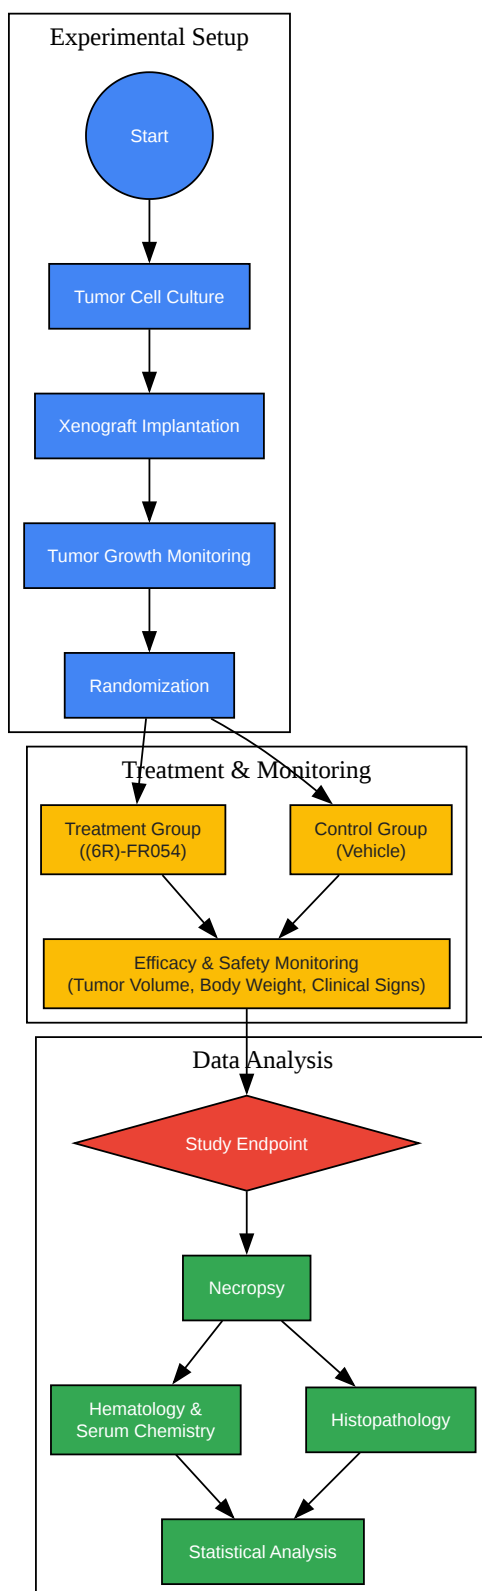 Experimental Setup
Start
Tumor Cell Culture
Xenograft Implantation
Tumor Growth Monitoring
Randomization
Treatment & Monitoring
Treatment Group
((6R)-FR054)
Control Group
(Vehicle)
Efficacy & Safety Monitoring
(Tumor Volume, Body Weight, Clinical Signs)
Data Analysis
Study Endpoint
Necropsy
Hematology &
Serum Chemistry
Histopathology
Statistical Analysis